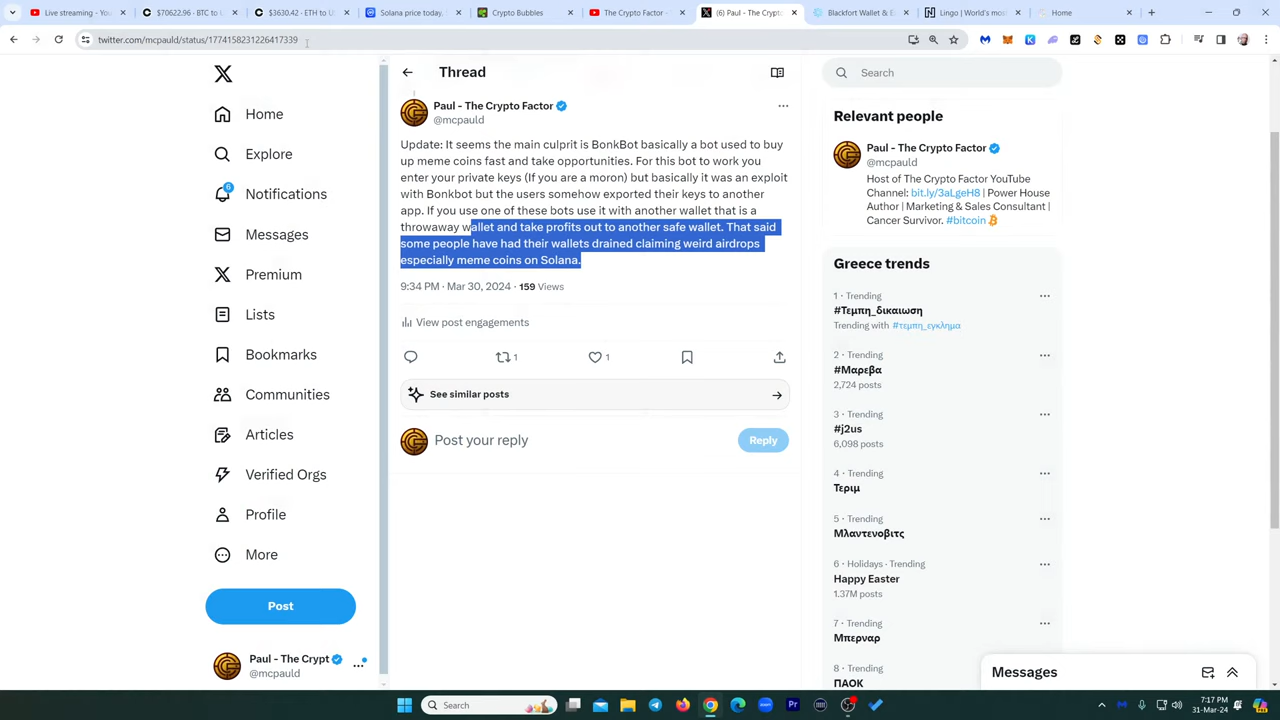 Live streaming - Y
$70622.96 - BTC to U
$3630.42 - ETH to U
Solana price today,
Crypto Bubbles
The Crypto Factor -
(6) Paul - The Crypt
Blackfort Wallet & E
Lingo | World's most
Home
twitter.com/mcpauld/status/1774158231226417339
Home
Explore
6
Notifications
Messages
Premium
Lists
Bookmarks
Communities
Articles
Verified Orgs
Profile
More
Post
Paul - The Crypt
@mcpauld
Thread
Paul - The Crypto Factor
@mcpauld
Update: It seems the main culprit is BonkBot basically a bot used to buy
up meme coins fast and take opportunities. For this bot to work you
enter your private keys (If you are a moron) but basically it was an exploit
with Bonkbot but the users somehow exported their keys to another
app. If you use one of these bots use it with another wallet that is a
throwaway wallet and take profits out to another safe wallet. That said
some people have had their wallets drained claiming weird airdrops
especially meme coins on Solana.
9:34 PM · Mar 30, 2024 · 159 Views
View post engagements
1
1
See similar posts
Post your reply
Reply
Search
Relevant people
Paul - The Crypto Factor
@mcpauld
Host of The Crypto Factor YouTube
Channel: bit.ly/3aLgeH8 | Power House
Author | Marketing & Sales Consultant |
Cancer Survivor. #bitcoin
Greece trends
1 · Trending
#Τεμπη_δικαιωση
Trending with #τεμπη_εγκλημα
2 · Trending
#Μαρεβα
2,724 posts
3 · Trending
#j2us
6,098 posts
4 · Trending
Τεριμ
5 · Trending
Μλαντενοβιτς
6 · Holidays · Trending
Happy Easter
1.37M posts
7 · Trending
Μπερναρ
8 · Trending
ΠΑΟΚ
Messages
Search
7:17 PM
31-Mar-24